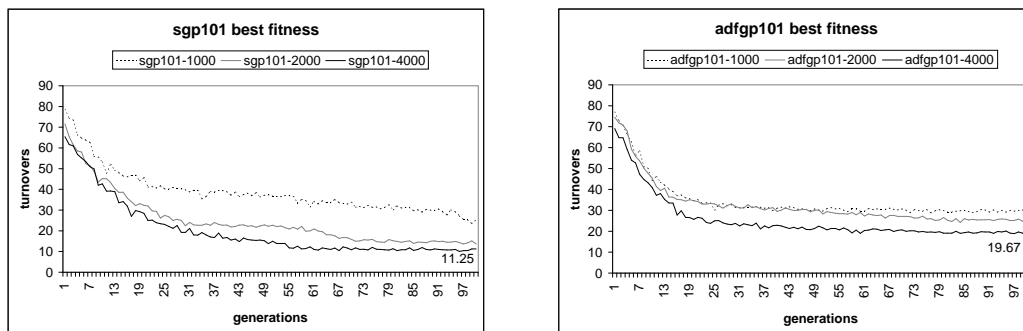 sgp101 best fitness
sgp101-1000 sgp101-2000 sgp101-4000
turnovers
90
80
70
60
50
40
30
20
10
0
11.25
1 7 13 19 25 31 37 43 49 55 61 67 73 79 85 91 97
generations
adfgp101 best fitness
adfgp101-1000 adfgp101-2000 adfgp101-4000
turnovers
90
80
70
60
50
40
30
20
10
0
19.67
1 7 13 19 25 31 37 43 49 55 61 67 73 79 85 91 97
generations